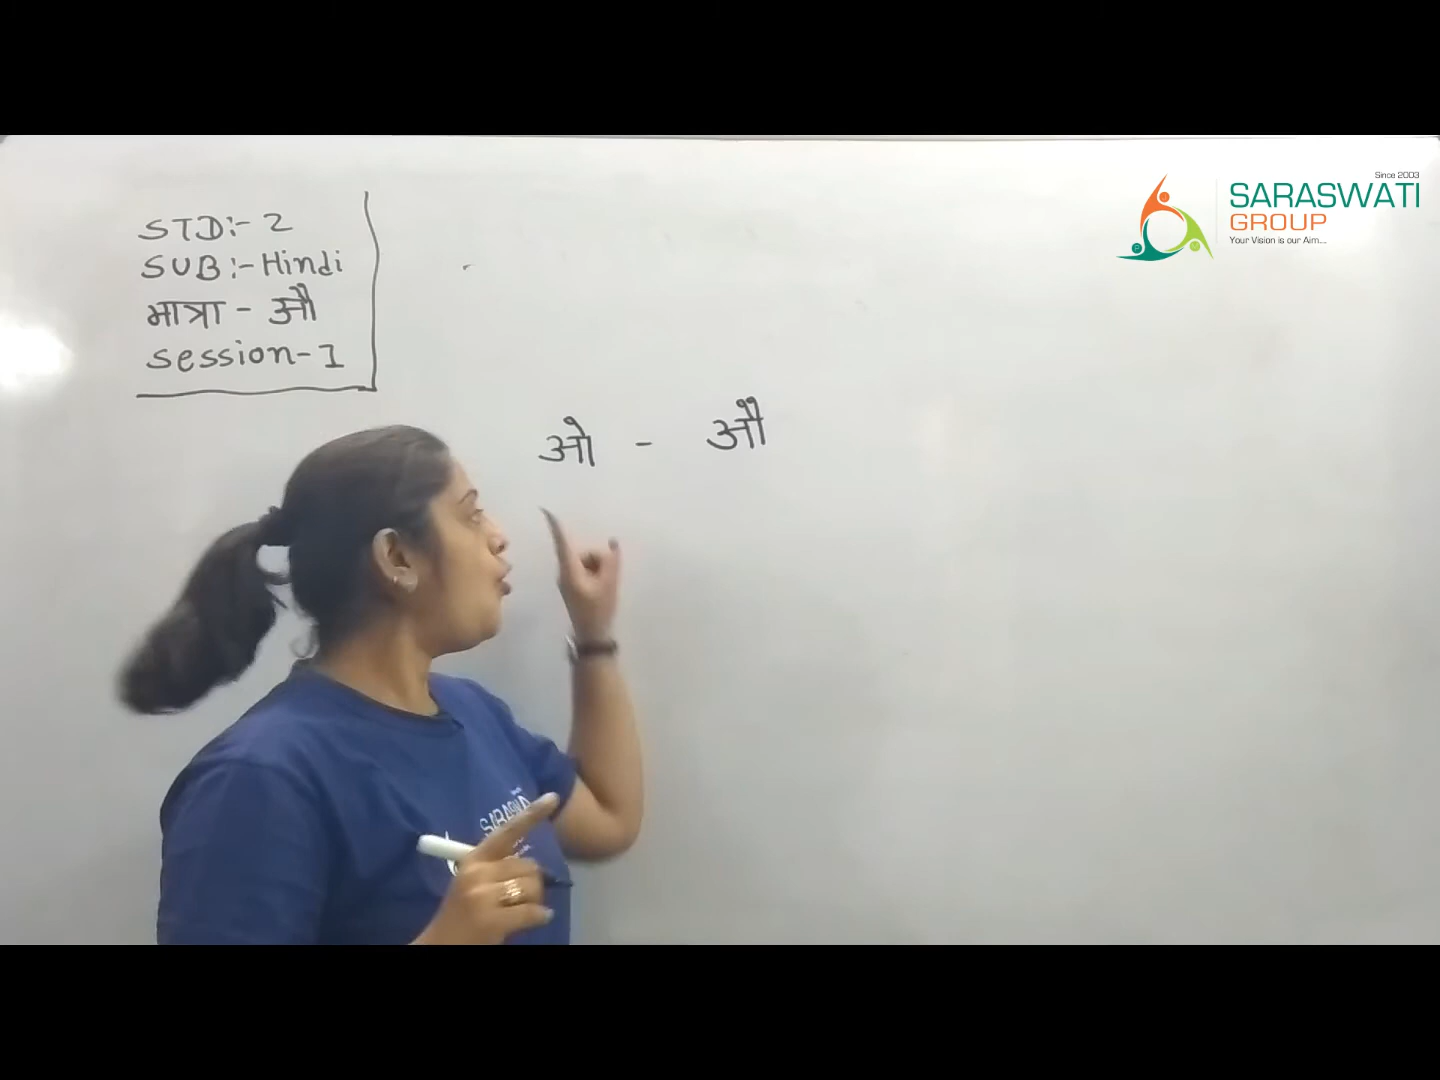 STD:- 2
SUB:- Hindi
मात्रा - औ
Session - 1
ओ - औ
Since 2003
SARASWATI
GROUP
Your Vision is our Aim...